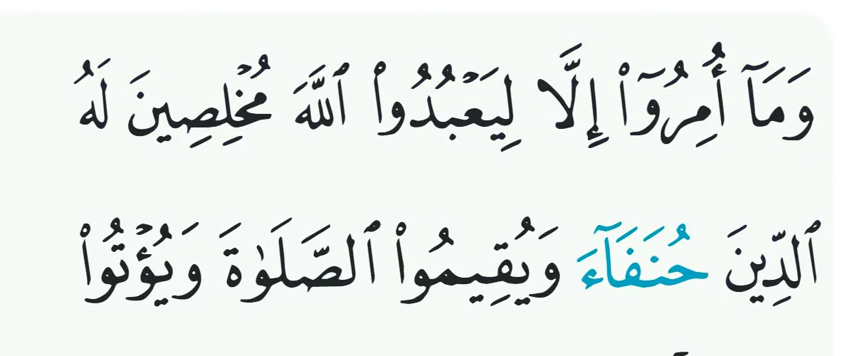 وَمَآ أُمِرُوٓا۟ إِلَّا لِيَعْبُدُوا۟ ٱللَّهَ مُخْلِصِينَ لَهُ
ٱلدِّينَ حُنَفَآءَ وَيُقِيمُوا۟ ٱلصَّلَوٰةَ وَيُؤْتُوا۟